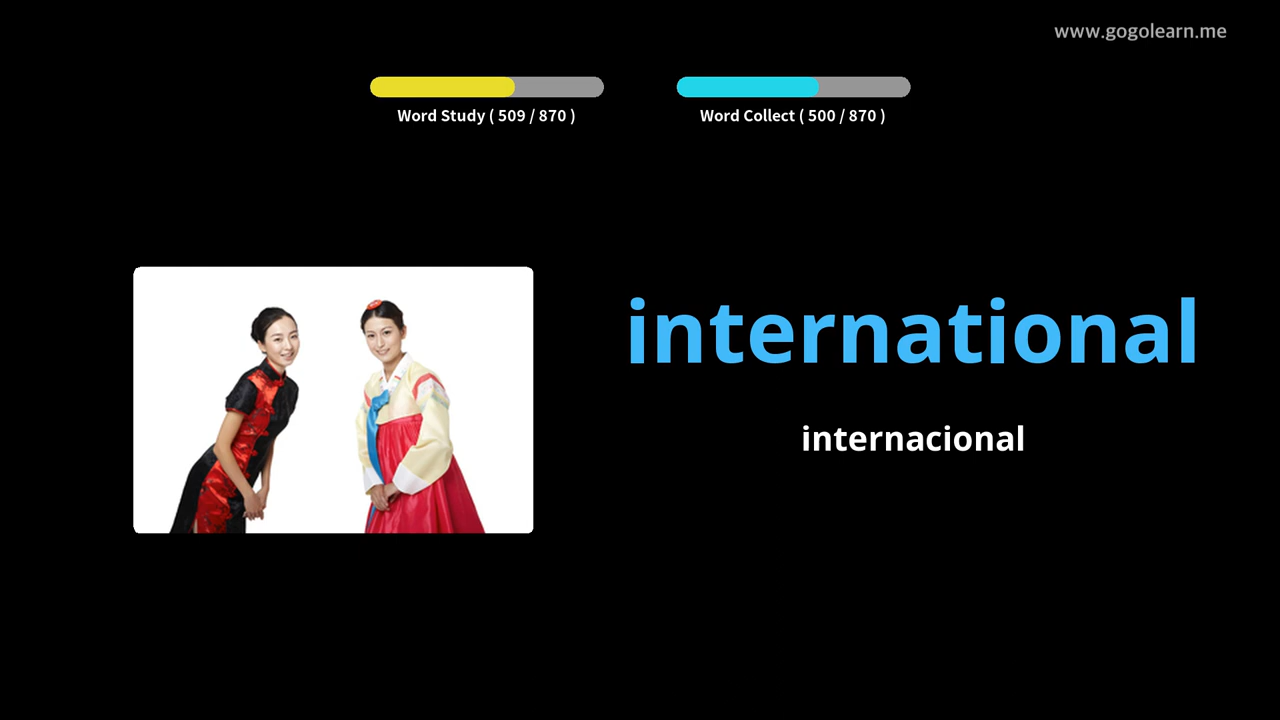 www.gogolearn.me
Word Study ( 509 / 870 )
Word Collect ( 500 / 870 )
international
internacional